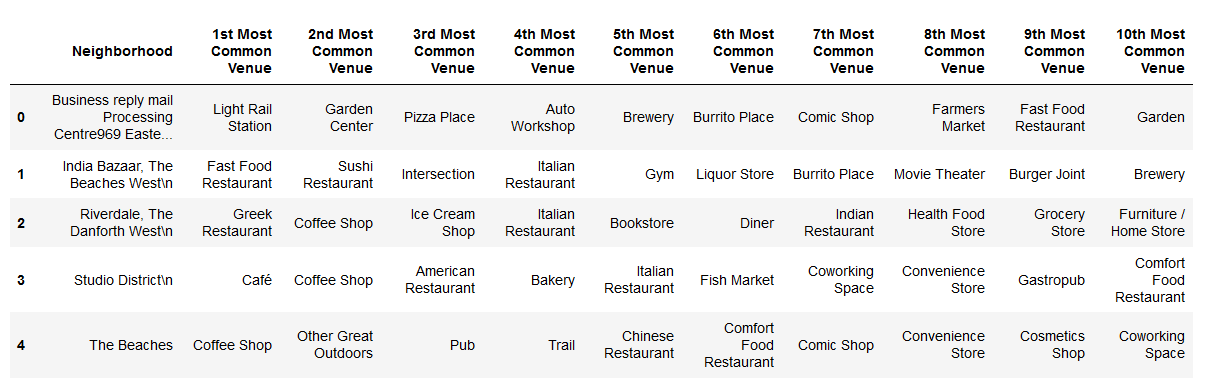 Neighborhood 1st Most Common Venue 2nd Most Common Venue 3rd Most Common Venue 4th Most Common Venue 5th Most Common Venue 6th Most Common Venue 7th Most Common Venue 8th Most Common Venue 9th Most Common Venue 10th Most Common Venue
0 Business reply mail Processing Centre969 Easte... Light Rail Station Garden Center Pizza Place Auto Workshop Brewery Burrito Place Comic Shop Farmers Market Fast Food Restaurant Garden
1 India Bazaar, The Beaches West\n Fast Food Restaurant Sushi Restaurant Intersection Italian Restaurant Gym Liquor Store Burrito Place Movie Theater Burger Joint Brewery
2 Riverdale, The Danforth West\n Greek Restaurant Coffee Shop Ice Cream Shop Italian Restaurant Bookstore Diner Indian Restaurant Health Food Store Grocery Store Furniture / Home Store
3 Studio District\n Café Coffee Shop American Restaurant Bakery Italian Restaurant Fish Market Coworking Space Convenience Store Gastropub Comfort Food Restaurant
4 The Beaches Coffee Shop Other Great Outdoors Pub Trail Chinese Restaurant Comfort Food Restaurant Comic Shop Convenience Store Cosmetics Shop Coworking Space